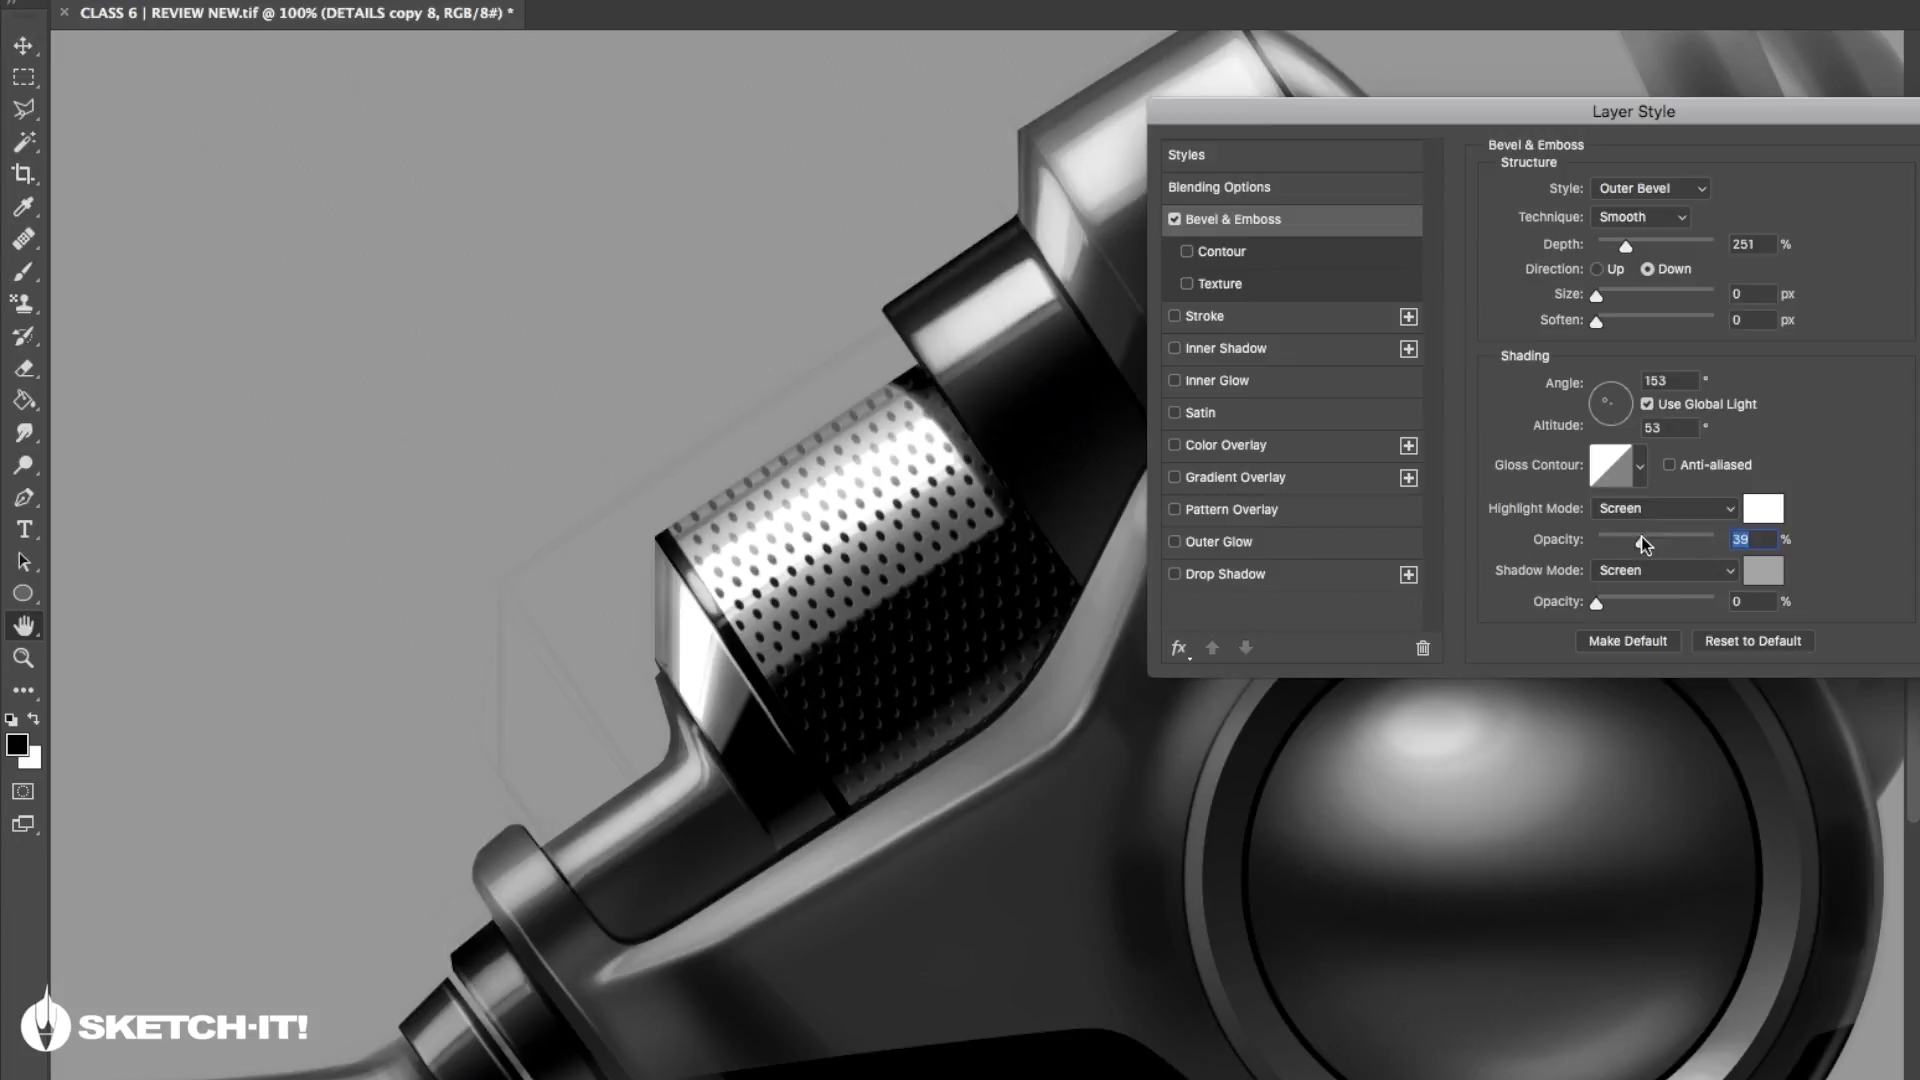 × CLASS 6 | REVIEW NEW.tif @ 100% (DETAILS copy 8, RGB/8#) *
Layer Style
Styles
Blending Options
Bevel & Emboss
Contour
Texture
Stroke
Inner Shadow
Inner Glow
Satin
Color Overlay
Gradient Overlay
Pattern Overlay
Outer Glow
Drop Shadow
fx
Bevel & Emboss
Structure
Style: Outer Bevel
Technique: Smooth
Depth: 251 %
Direction: Up Down
Size: 0 px
Soften: 0 px
Shading
Angle: 153 °
Use Global Light
Altitude: 53 °
Gloss Contour: Anti-aliased
Highlight Mode: Screen
Opacity: 39 %
Shadow Mode: Screen
Opacity: 0 %
Make Default Reset to Default
T
SKETCH-IT!